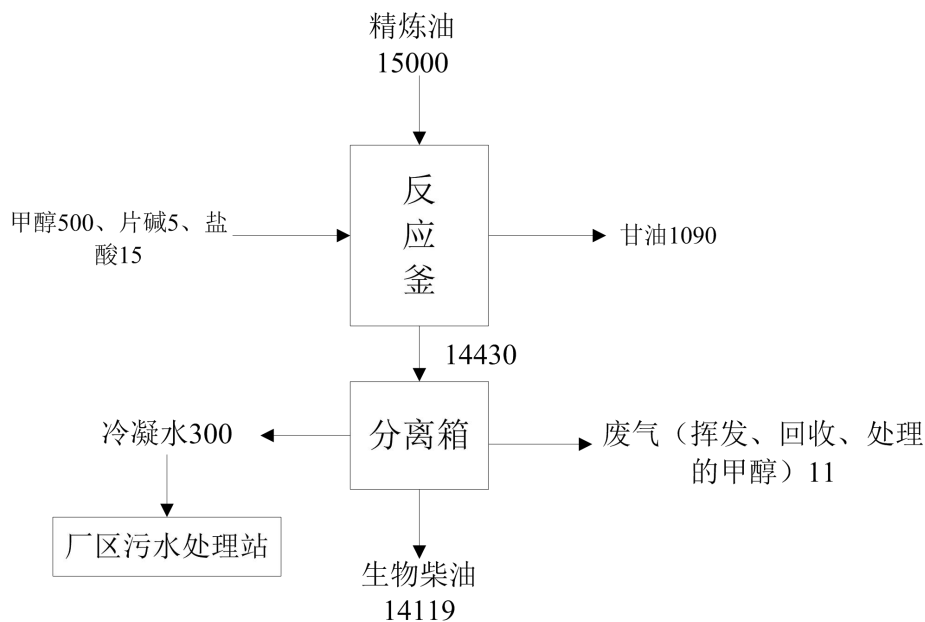 精炼油
15000
反
应
釜
甲醇500、片碱5、盐
酸15
甘油1090
14430
分离箱
冷凝水300
废气（挥发、回收、处理
的甲醇）11
厂区污水处理站
生物柴油
14119